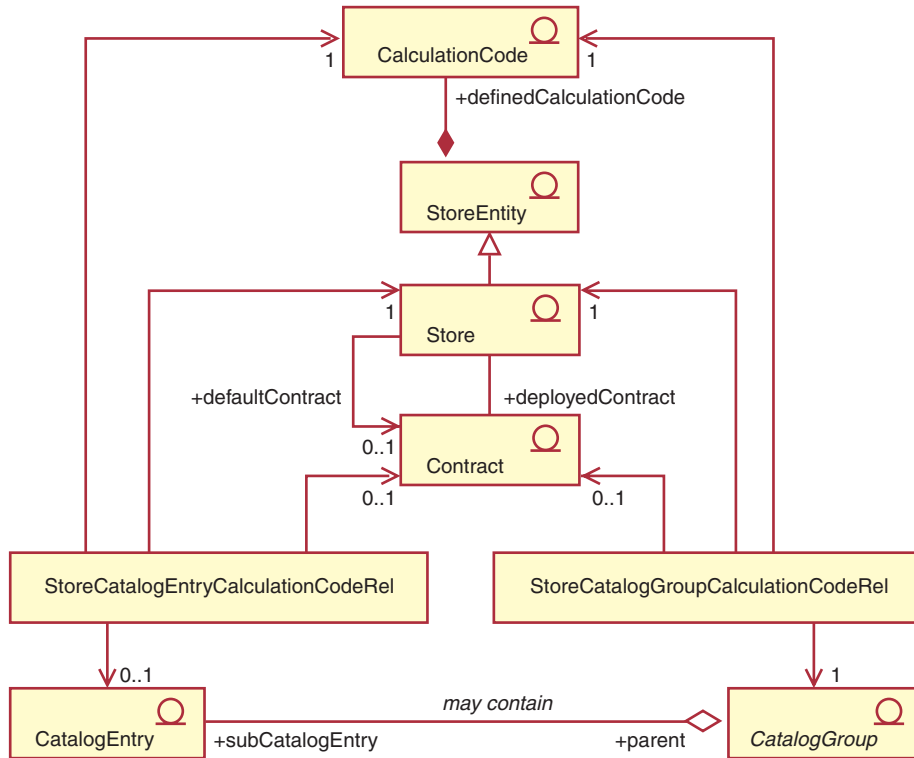 CalculationCode
1
1
+definedCalculationCode
StoreEntity
1
1
Store
+defaultContract
+deployedContract
0..1
Contract
0..1
0..1
StoreCatalogEntryCalculationCodeRel
StoreCatalogGroupCalculationCodeRel
0..1
1
may contain
CatalogEntry
+subCatalogEntry
+parent
CatalogGroup